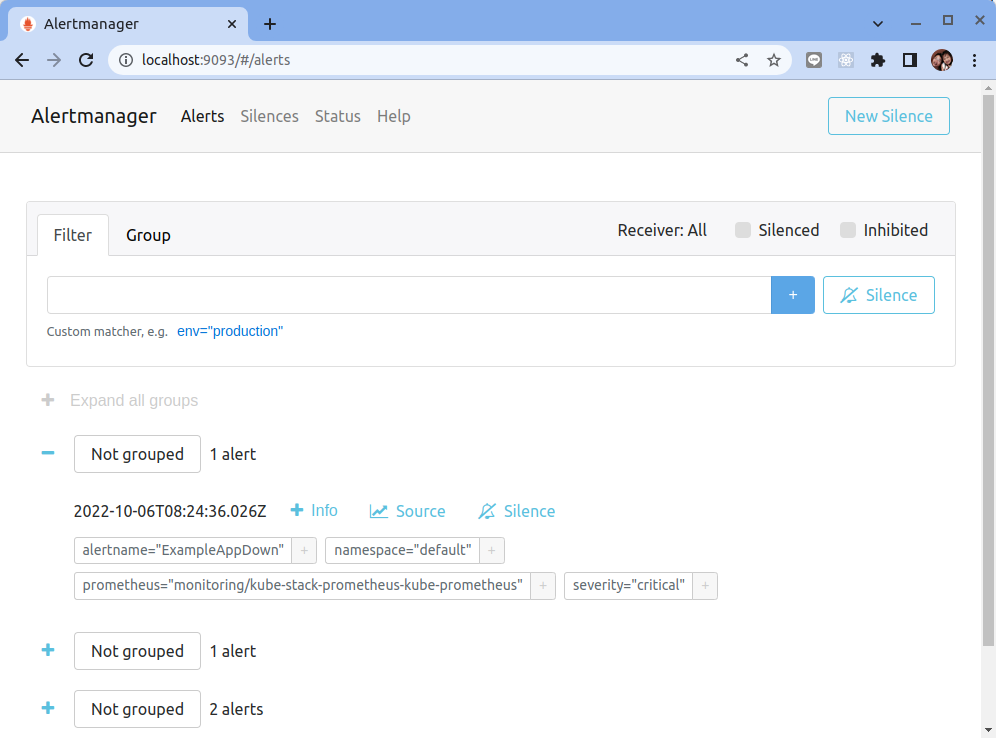 Alertmanager
localhost:9093/#/alerts
Alertmanager Alerts Silences Status Help New Silence
Filter Group Receiver: All Silenced Inhibited
+ Silence
Custom matcher, e.g. env="production"
+ Expand all groups
− Not grouped 1 alert
2022-10-06T08:24:36.026Z + Info Source Silence
alertname="ExampleAppDown" + namespace="default" +
prometheus="monitoring/kube-stack-prometheus-kube-prometheus" + severity="critical" +
+ Not grouped 1 alert
+ Not grouped 2 alerts